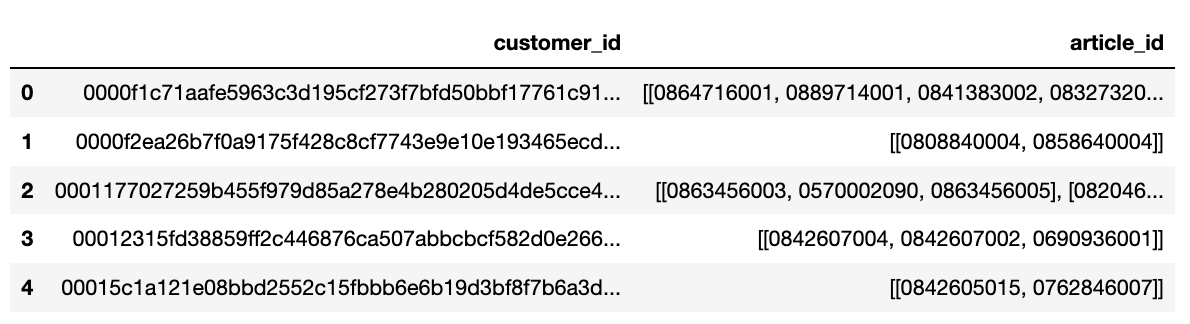 customer_id article_id
0 0000f1c71aafe5963c3d195cf273f7bfd50bbf17761c91... [[0864716001, 0889714001, 0841383002, 08327320...
1 0000f2ea26b7f0a9175f428c8cf7743e9e10e193465ecd... [[0808840004, 0858640004]]
2 0001177027259b455f979d85a278e4b280205d4de5cce4... [[0863456003, 0570002090, 0863456005], [082046...
3 00012315fd38859ff2c446876ca507abbcbcf582d0e266... [[0842607004, 0842607002, 0690936001]]
4 00015c1a121e08bbd2552c15fbbb6e6b19d3bf8f7b6a3d... [[0842605015, 0762846007]]